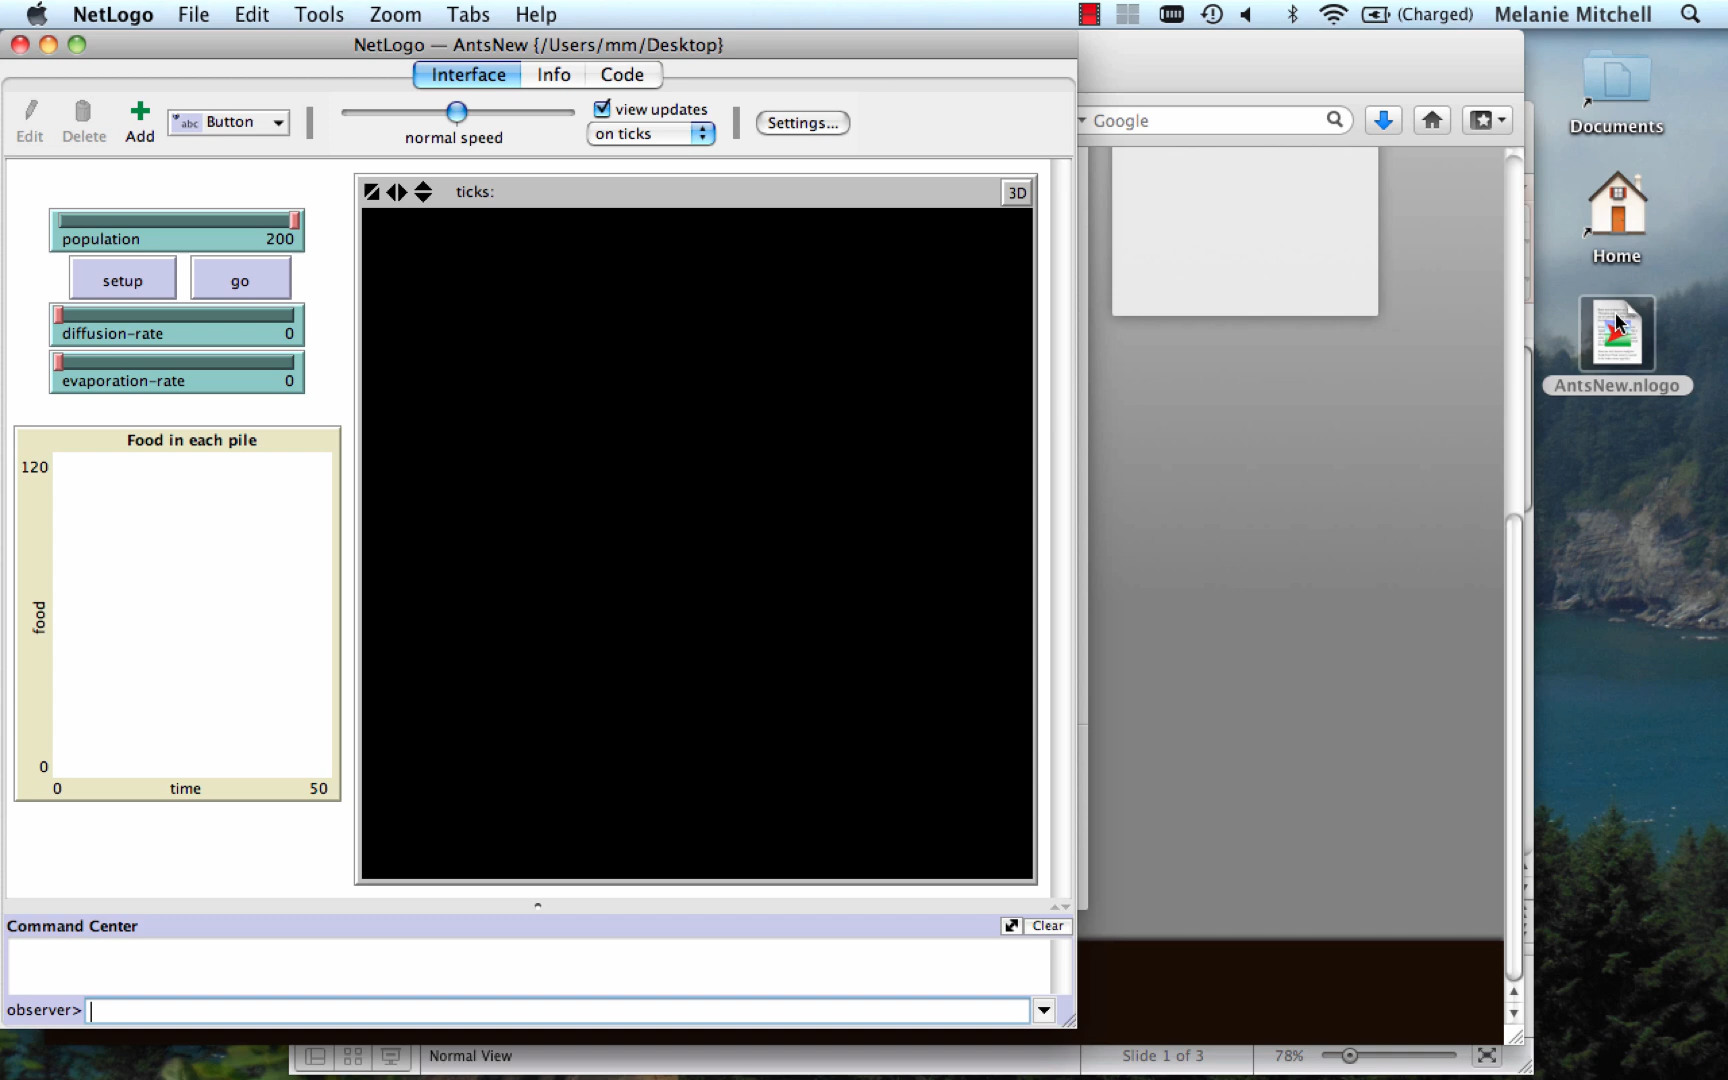 NetLogo File Edit Tools Zoom Tabs Help (Charged) Melanie Mitchell
NetLogo — AntsNew {/Users/mm/Desktop}
Interface Info Code
Edit Delete Add abc Button normal speed view updates on ticks Settings...
Google
Documents
Home
AntsNew.nlogo
ticks: 3D
population 200
setup go
diffusion-rate 0
evaporation-rate 0
Food in each pile
120
food
0
0 time 50
Command Center Clear
observer>
Normal View Slide 1 of 3 78%